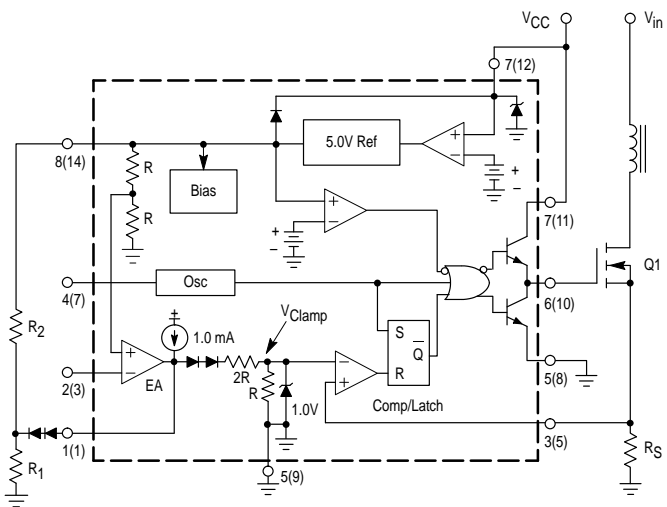 VCC
Vin
7(12)
8(14)
R
5.0V Ref
+
−
Bias
+
−
R
+
−
+
−
7(11)
Q1
4(7)
Osc
6(10)
VClamp
+
1.0 mA
S
Q
R2
+
−
EA
2R
R
−
+
R
5(8)
2(3)
1.0V
Comp/Latch
1(1)
3(5)
R1
5(9)
RS